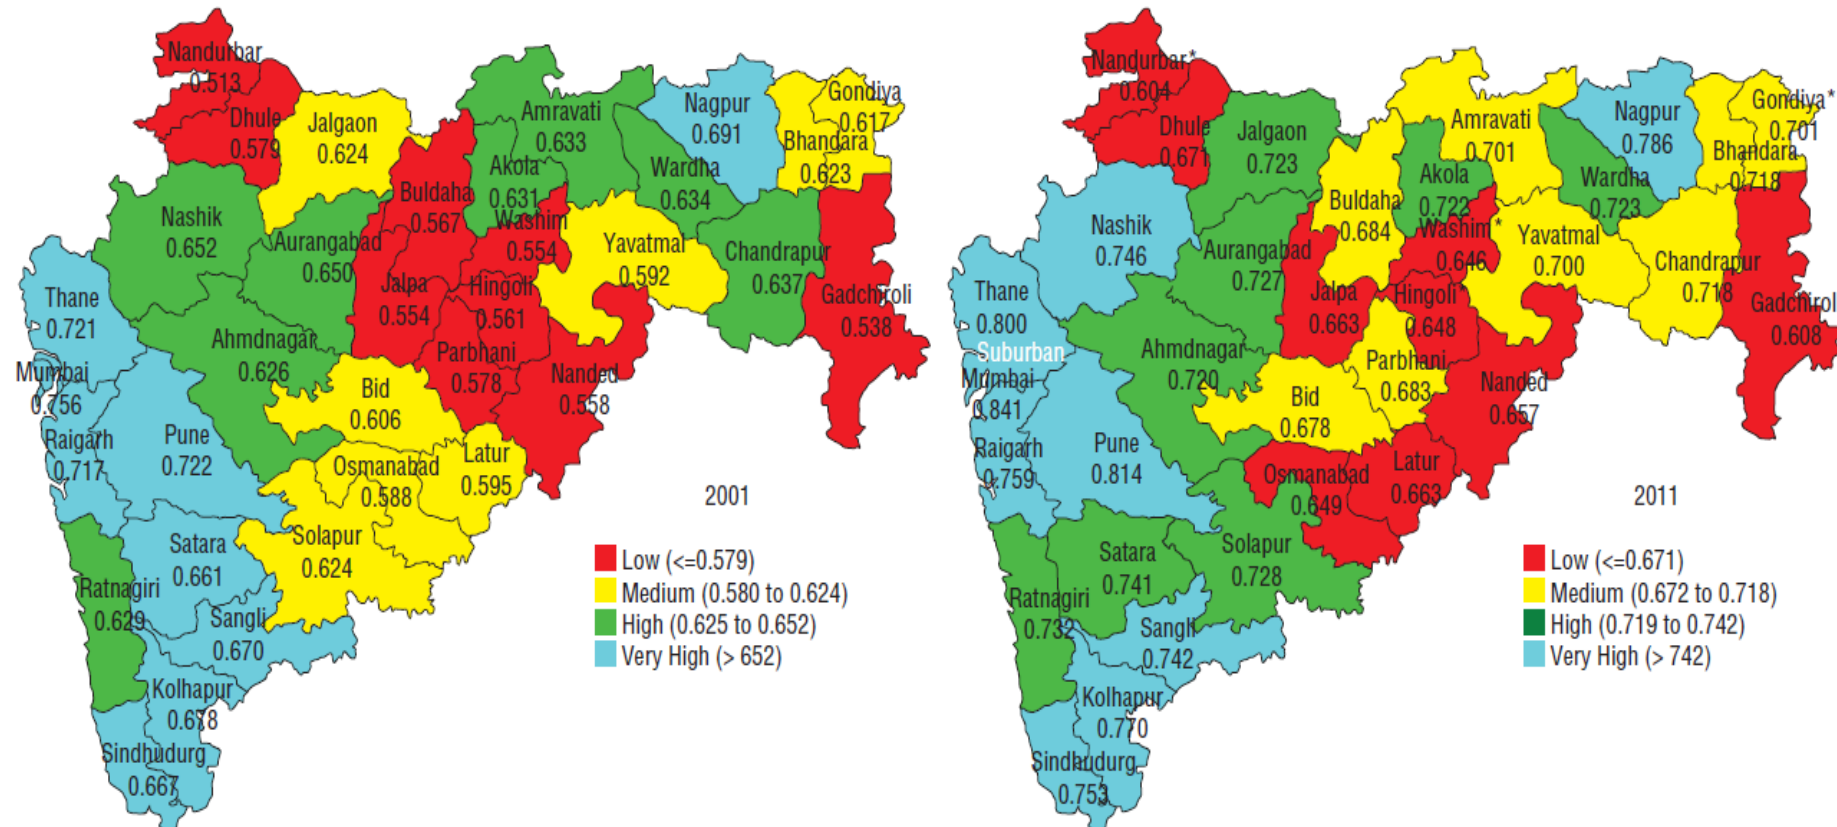 Nandurbar
0.513
Dhule
0.579
Jalgaon
0.624
Amravati
0.633
Nagpur
0.691
Gondiya
0.617
Bhandara
0.623
Akola
0.631
Wardha
0.634
Buldaha
0.567
Washim
0.554
Nashik
0.652
Aurangabad
0.650
Yavatmal
0.592
Chandrapur
0.637
Gadchiroli
0.538
Jalpa
0.554
Hingoli
0.561
Thane
0.721
Ahmdnagar
0.626
Parbhani
0.578
Nanded
0.558
Mumbai
0.756
Bid
0.606
Raigarh
0.717
Pune
0.722
Osmanabad
0.588
Latur
0.595
Satara
0.661
Solapur
0.624
Ratnagiri
0.629
Sangli
0.670
Kolhapur
0.678
Sindhudurg
0.667
2001
Low (<=0.579)
Medium (0.580 to 0.624)
High (0.625 to 0.652)
Very High (> 652)
Nandurbar*
0.604
Dhule
0.671
Jalgaon
0.723
Amravati
0.701
Nagpur
0.786
Gondiya*
0.701
Bhandara
0.718
Akola
0.722
Wardha
0.723
Buldaha
0.684
Washim*
0.646
Nashik
0.746
Aurangabad
0.727
Yavatmal
0.700
Chandrapur
0.718
Gadchirol
0.608
Jalpa
0.663
Hingoli*
0.648
Thane
0.800
Suburban
Mumbai
0.841
Ahmdnagar
0.720
Parbhani
0.683
Nanded
0.657
Bid
0.678
Raigarh
0.759
Pune
0.814
Osmanabad
0.649
Latur
0.663
Satara
0.741
Solapur
0.728
Ratnagiri
0.732
Sangli
0.742
Kolhapur
0.770
Sindhudurg
0.753
2011
Low (<=0.671)
Medium (0.672 to 0.718)
High (0.719 to 0.742)
Very High (> 742)